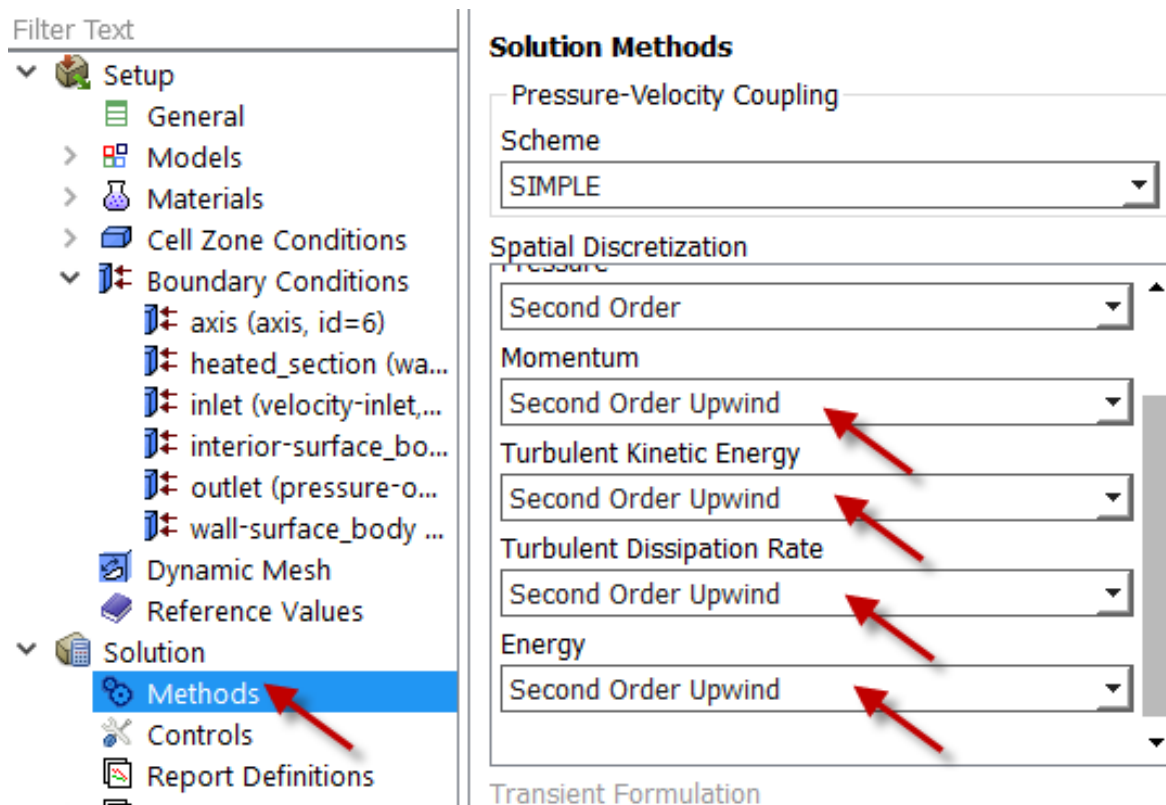 Filter Text
Setup
General
Models
Materials
Cell Zone Conditions
Boundary Conditions
axis (axis, id=6)
heated_section (wa...
inlet (velocity-inlet,...
interior-surface_bo...
outlet (pressure-o...
wall-surface_body ...
Dynamic Mesh
Reference Values
Solution
Methods
Controls
Report Definitions
Solution Methods
Pressure-Velocity Coupling
Scheme
SIMPLE
Spatial Discretization
Pressure
Second Order
Momentum
Second Order Upwind
Turbulent Kinetic Energy
Second Order Upwind
Turbulent Dissipation Rate
Second Order Upwind
Energy
Second Order Upwind
Transient Formulation